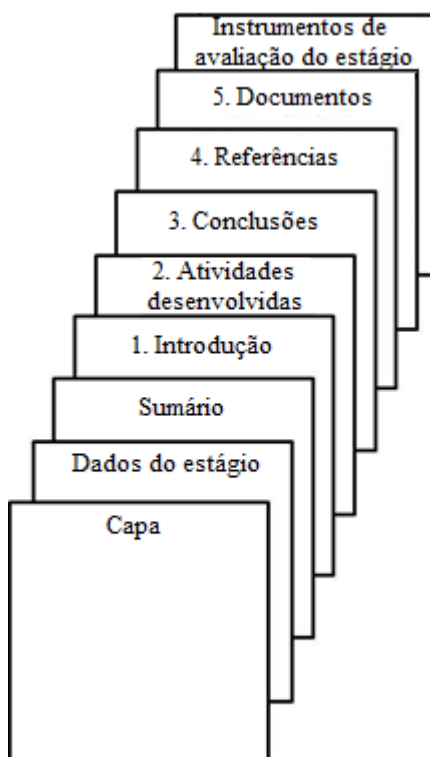 Instrumentos de
avaliação do estágio
5. Documentos
4. Referências
3. Conclusões
2. Atividades
desenvolvidas
1. Introdução
Sumário
Dados do estágio
Capa